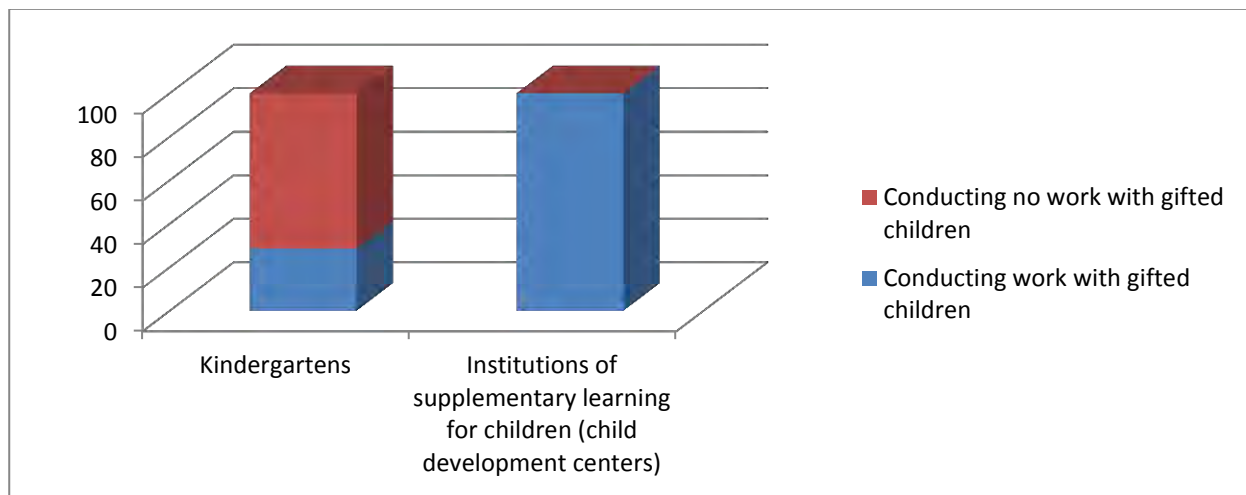 100
80
60
40
20
0
Kindergartens
Institutions of
supplementary learning
for children (child
development centers)
Conducting no work with gifted
children
Conducting work with gifted
children